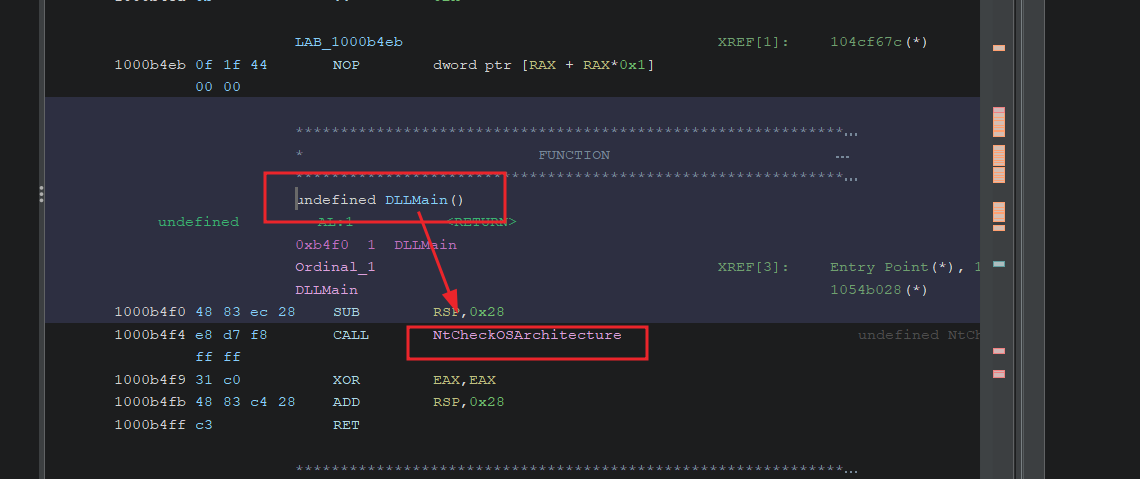 LAB_1000b4eb XREF[1]: 104cf67c(*)
1000b4eb 0f 1f 44 NOP dword ptr [RAX + RAX*0x1]
00 00
*************************************************************...
* FUNCTION ...
*************************************************************...
undefined DLLMain()
undefined AL:1 <RETURN>
0xb4f0 1 DLLMain
Ordinal_1 XREF[3]: Entry Point(*), 1
DLLMain 1054b028(*)
1000b4f0 48 83 ec 28 SUB RSP,0x28
1000b4f4 e8 d7 f8 CALL NtCheckOSArchitecture undefined NtCh
ff ff
1000b4f9 31 c0 XOR EAX,EAX
1000b4fb 48 83 c4 28 ADD RSP,0x28
1000b4ff c3 RET
*************************************************************...